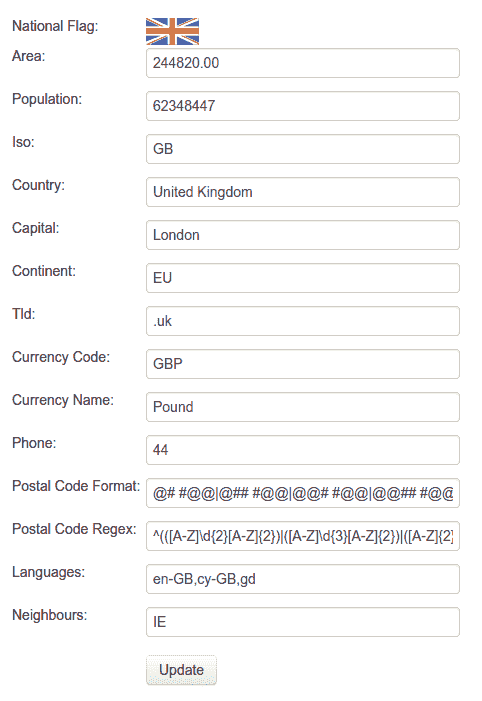 National Flag:
Area: 244820.00
Population: 62348447
Iso: GB
Country: United Kingdom
Capital: London
Continent: EU
Tld: .uk
Currency Code: GBP
Currency Name: Pound
Phone: 44
Postal Code Format: @# #@@|@## #@@|@@# #@@|@@## #@@
Postal Code Regex: ^(([A-Z]\d{2}[A-Z]{2})|([A-Z]\d{3}[A-Z]{2})|([A-Z]{2}
Languages: en-GB,cy-GB,gd
Neighbours: IE
Update